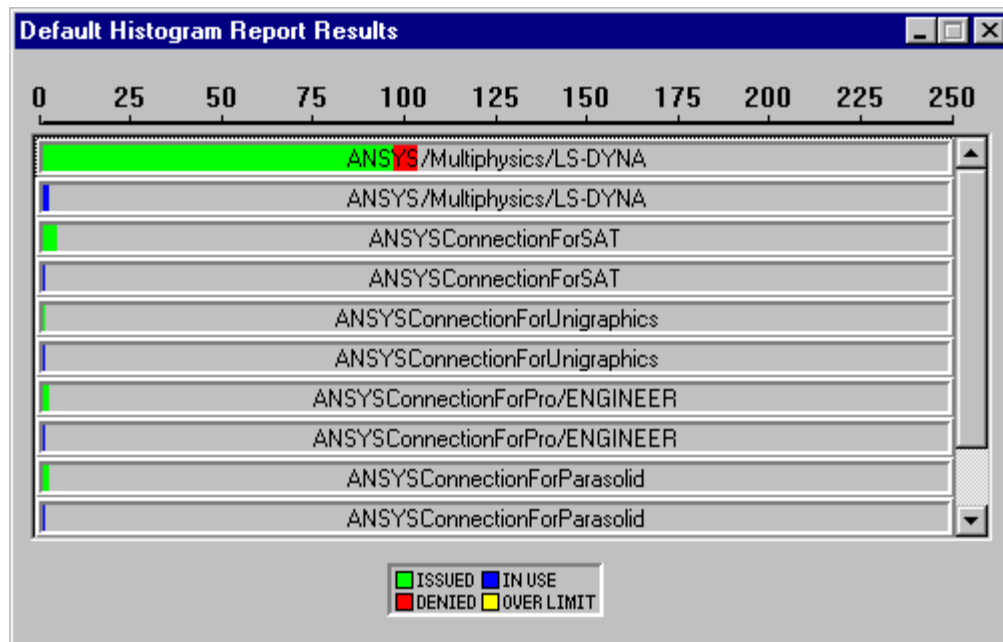 Default Histogram Report Results
0 25 50 75 100 125 150 175 200 225 250
ANSYS/Multiphysics/LS-DYNA
ANSYS/Multiphysics/LS-DYNA
ANSYSConnectionForSAT
ANSYSConnectionForSAT
ANSYSConnectionForUnigraphics
ANSYSConnectionForUnigraphics
ANSYSConnectionForPro/ENGINEER
ANSYSConnectionForPro/ENGINEER
ANSYSConnectionForParasolid
ANSYSConnectionForParasolid
ISSUED IN USE
DENIED OVER LIMIT